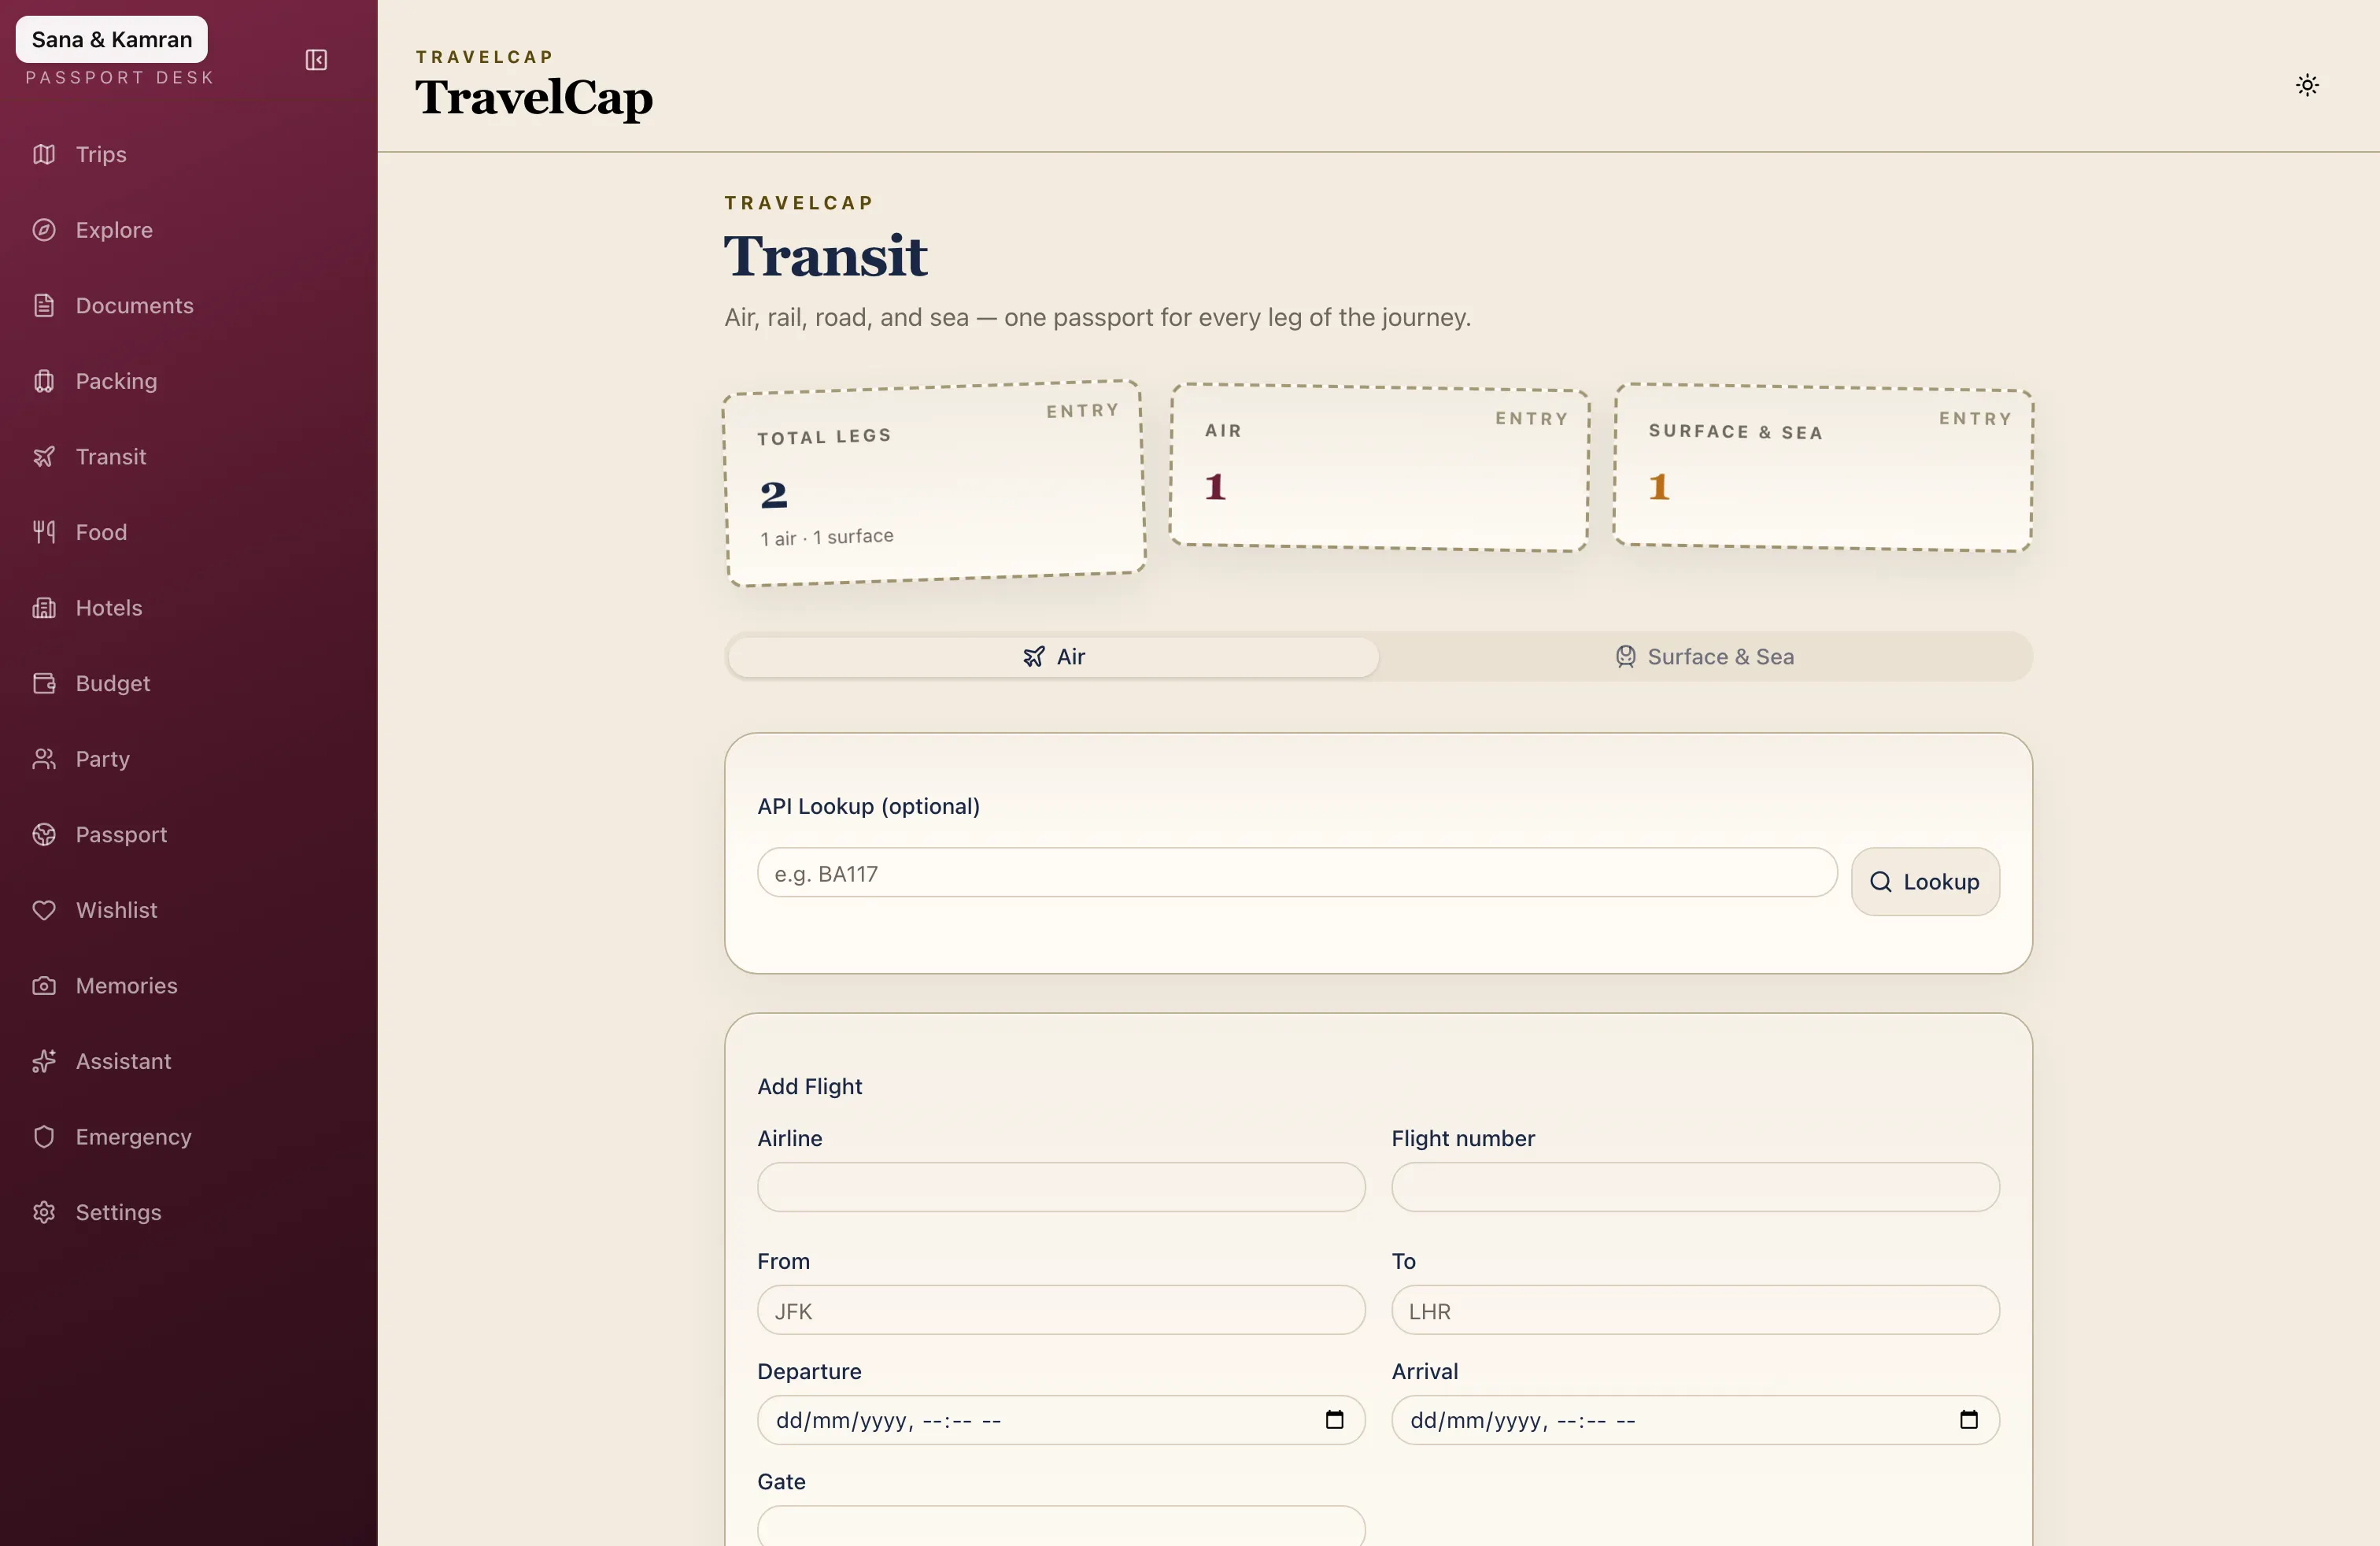 Sana & Kamran
PASSPORT DESK
Trips
Explore
Documents
Packing
Transit
Food
Hotels
Budget
Party
Passport
Wishlist
Memories
Assistant
Emergency
Settings
TRAVELCAP
TravelCap
TRAVELCAP
Transit
Air, rail, road, and sea — one passport for every leg of the journey.
ENTRY
TOTAL LEGS
2
1 air · 1 surface
ENTRY
AIR
1
ENTRY
SURFACE & SEA
1
Air
Surface & Sea
API Lookup (optional)
e.g. BA117
Lookup
Add Flight
Airline
Flight number
From
To
JFK
LHR
Departure
Arrival
dd/mm/yyyy, --:-- --
dd/mm/yyyy, --:-- --
Gate